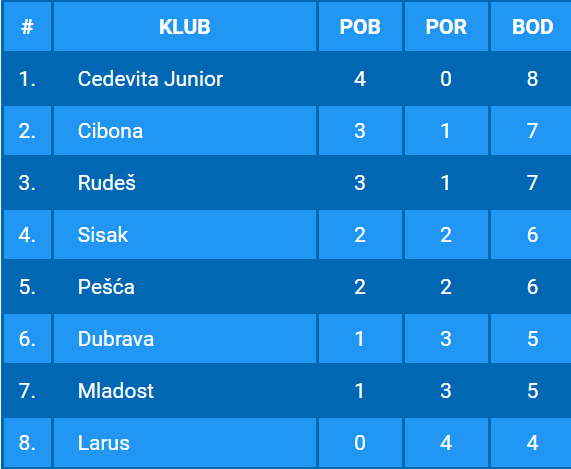 # KLUB POB POR BOD
1. Cedevita Junior 4 0 8
2. Cibona 3 1 7
3. Rudeš 3 1 7
4. Sisak 2 2 6
5. Pešća 2 2 6
6. Dubrava 1 3 5
7. Mladost 1 3 5
8. Larus 0 4 4